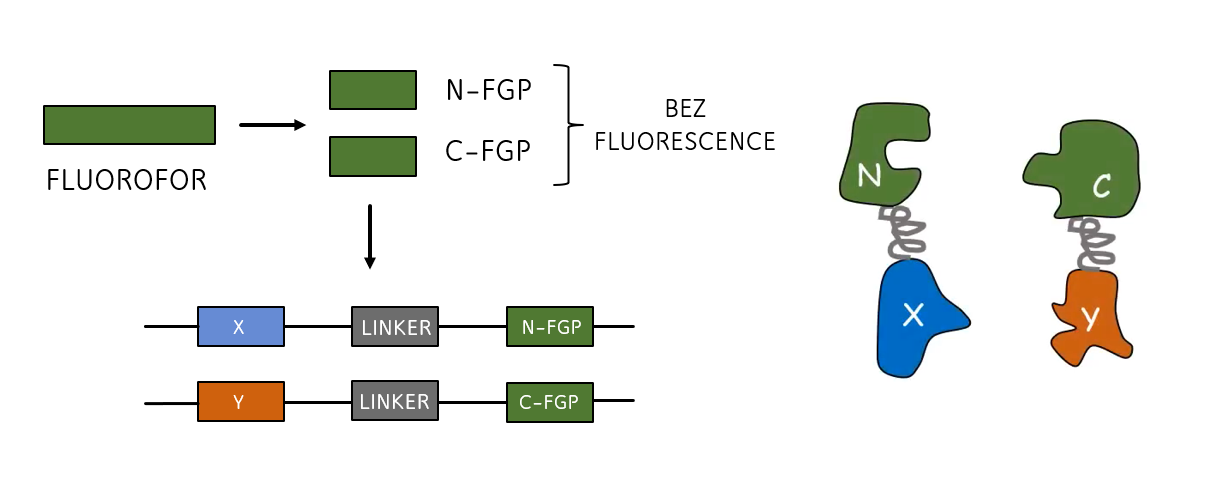 FLUOROFOR
N-FGP
C-FGP
BEZ
FLUORESCENCE
X
LINKER
N-FGP
Y
LINKER
C-FGP
N
X
C
Y